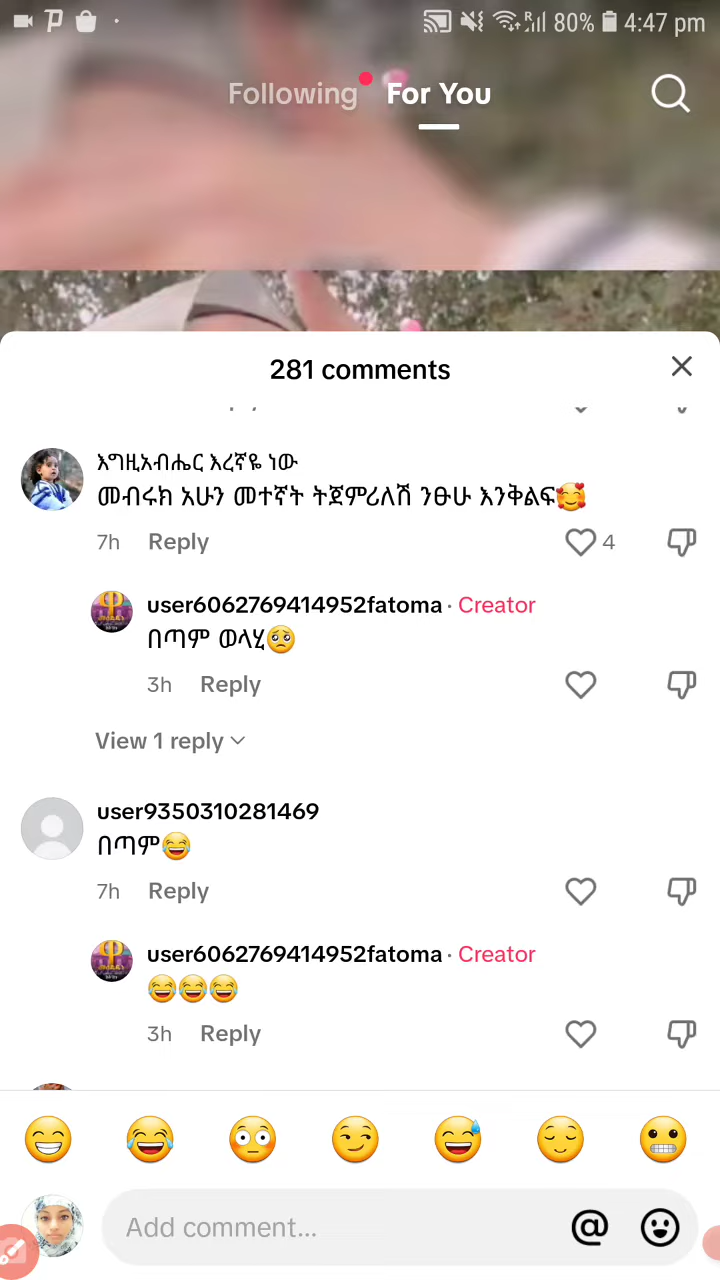 80% 4:47 pm
Following For You
281 comments
እግዚአብሔር እረኛዬ ነው
መብሩክ አሁን መተኛት ትጀምሪለሽ ንፁሁ እንቅልፍ🥰
7h Reply 4
user6062769414952fatoma · Creator
በጣም ወላሂ🥺
3h Reply
View 1 reply
user9350310281469
በጣም😂
7h Reply
user6062769414952fatoma · Creator
😂😂😂
3h Reply
😁 😂 😳 😏 😅 😌 😬
Add comment... @